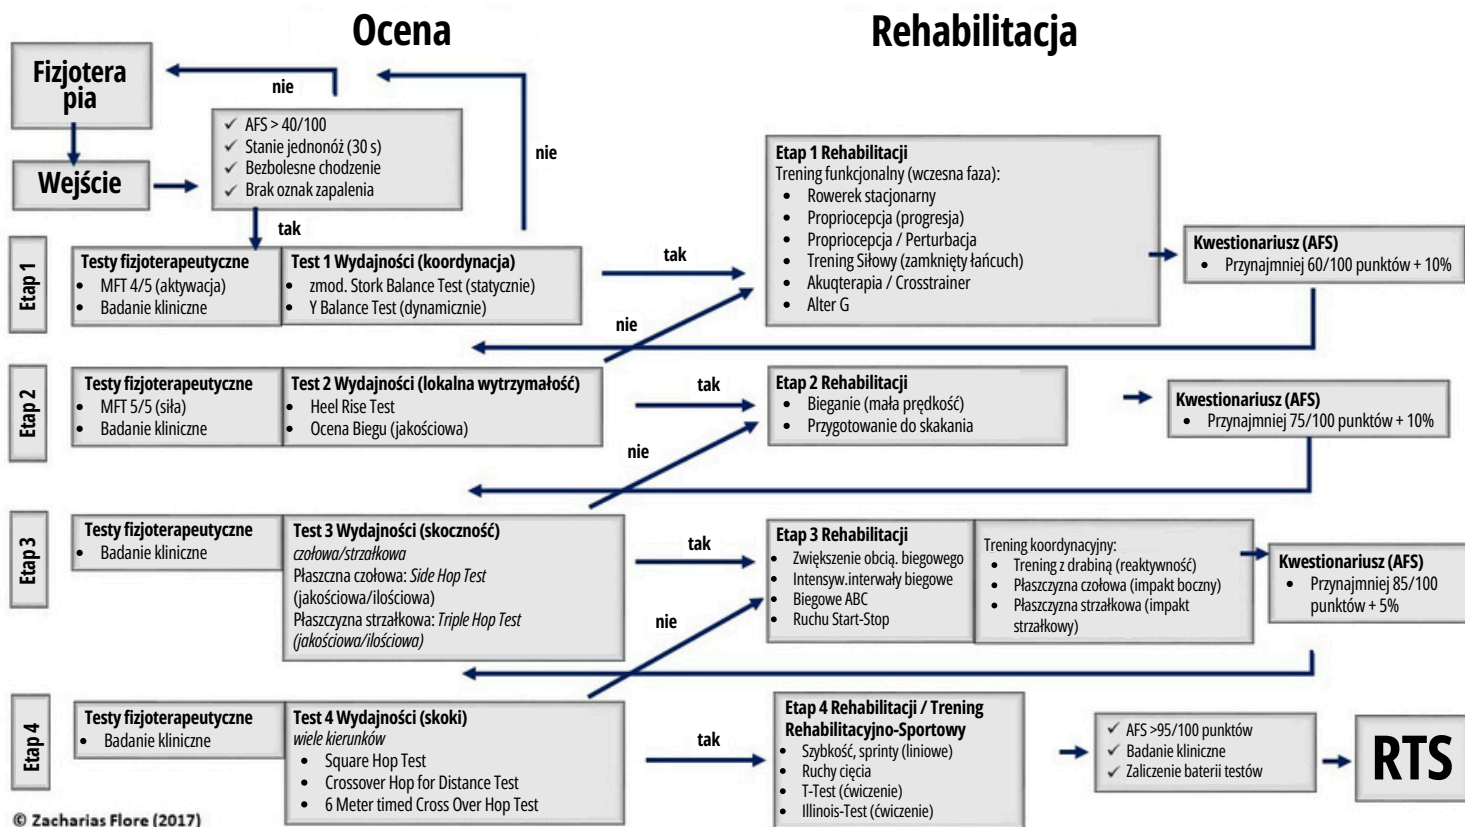 Ocena
Rehabilitacja
Fizjotera
pia
Wejście
nie
✓ AFS > 40/100
✓ Stanie jednonóż (30 s)
✓ Bezbolesne chodzenie
✓ Brak oznak zapalenia
nie
tak
Etap 1
Testy fizjoterapeutyczne
• MFT 4/5 (aktywacja)
• Badanie kliniczne
Test 1 Wydajności (koordynacja)
• zmod. Stork Balance Test (statycznie)
• Y Balance Test (dynamicznie)
tak
nie
Etap 1 Rehabilitacji
Trening funkcjonalny (wczesna faza):
• Rowerek stacjonarny
• Propriocepcja (progresja)
• Propriocepcja / Perturbacja
• Trening Siłowy (zamknięty łańcuch)
• Akuqterapia / Crosstrainer
• Alter G
Kwestionariusz (AFS)
• Przynajmniej 60/100 punktów + 10%
Etap 2
Testy fizjoterapeutyczne
• MFT 5/5 (siła)
• Badanie kliniczne
Test 2 Wydajności (lokalna wytrzymałość)
• Heel Rise Test
• Ocena Biegu (jakościowa)
tak
nie
Etap 2 Rehabilitacji
• Bieganie (mała prędkość)
• Przygotowanie do skakania
Kwestionariusz (AFS)
• Przynajmniej 75/100 punktów + 10%
Etap 3
Testy fizjoterapeutyczne
• Badanie kliniczne
Test 3 Wydajności (skoczność)
czołowa/strzałkowa
Płaszczna czołowa: Side Hop Test
(jakościowa/ilościowa)
Płaszczyzna strzałkowa: Triple Hop Test
(jakościowa/ilościowa)
tak
nie
Etap 3 Rehabilitacji
• Zwiększenie obcią. biegowego
• Intensyw.interwały biegowe
• Biegowe ABC
• Ruchu Start-Stop
Trening koordynacyjny:
• Trening z drabiną (reaktywność)
• Płaszczyzna czołowa (impakt boczny)
• Płaszczyzna strzałkowa (impakt
strzałkowy)
Kwestionariusz (AFS)
• Przynajmniej 85/100
punktów + 5%
Etap 4
Testy fizjoterapeutyczne
• Badanie kliniczne
Test 4 Wydajności (skoki)
wiele kierunków
• Square Hop Test
• Crossover Hop for Distance Test
• 6 Meter timed Cross Over Hop Test
tak
Etap 4 Rehabilitacji / Trening
Rehabilitacyjno-Sportowy
• Szybkość, sprinty (liniowe)
• Ruchy cięcia
• T-Test (ćwiczenie)
• Illinois-Test (ćwiczenie)
✓ AFS >95/100 punktów
✓ Badanie kliniczne
✓ Zaliczenie baterii testów
RTS
© Zacharias Flore (2017)